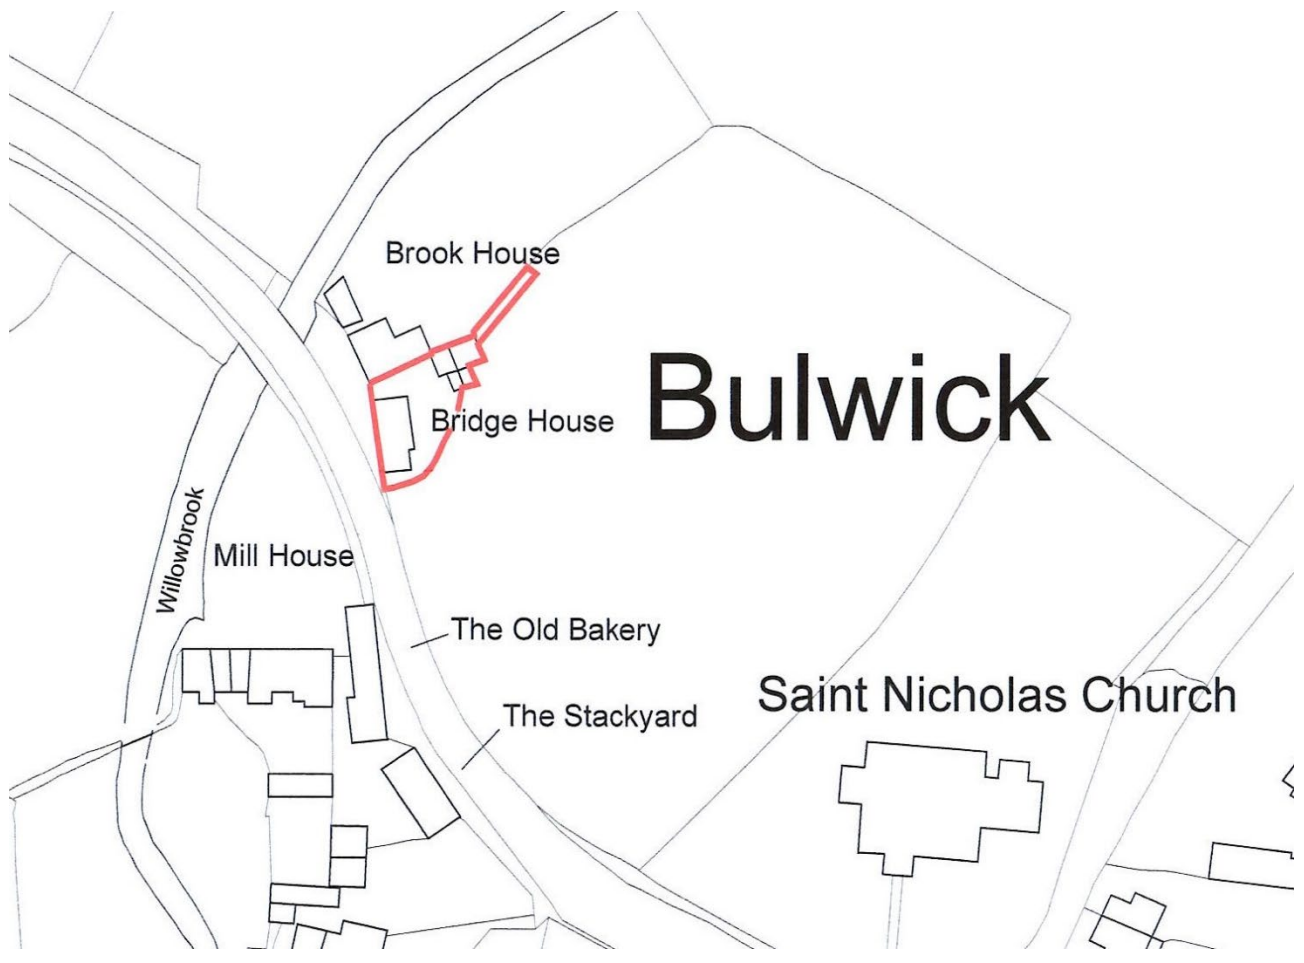 Brook House
Bulwick
Bridge House
Willowbrook
Mill House
The Old Bakery
Saint Nicholas Church
The Stackyard